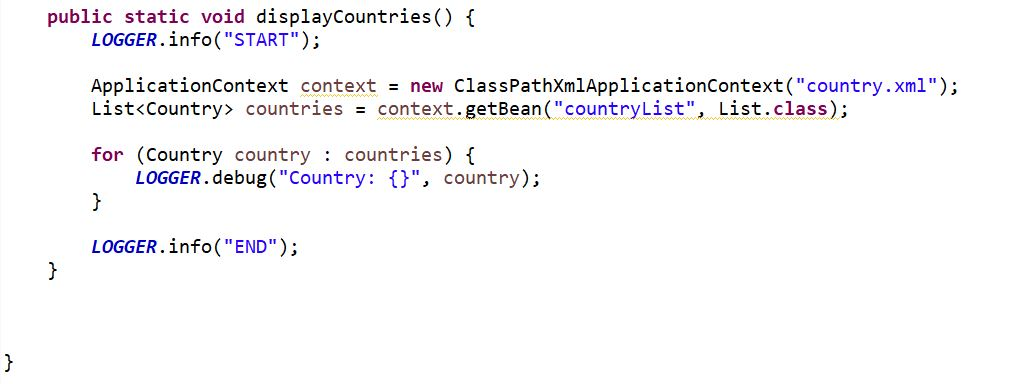 public static void displayCountries() {
LOGGER.info("START");
ApplicationContext context = new ClassPathXmlApplicationContext("country.xml");
List<Country> countries = context.getBean("countryList", List.class);
for (Country country : countries) {
LOGGER.debug("Country: {}", country);
}
LOGGER.info("END");
}
}